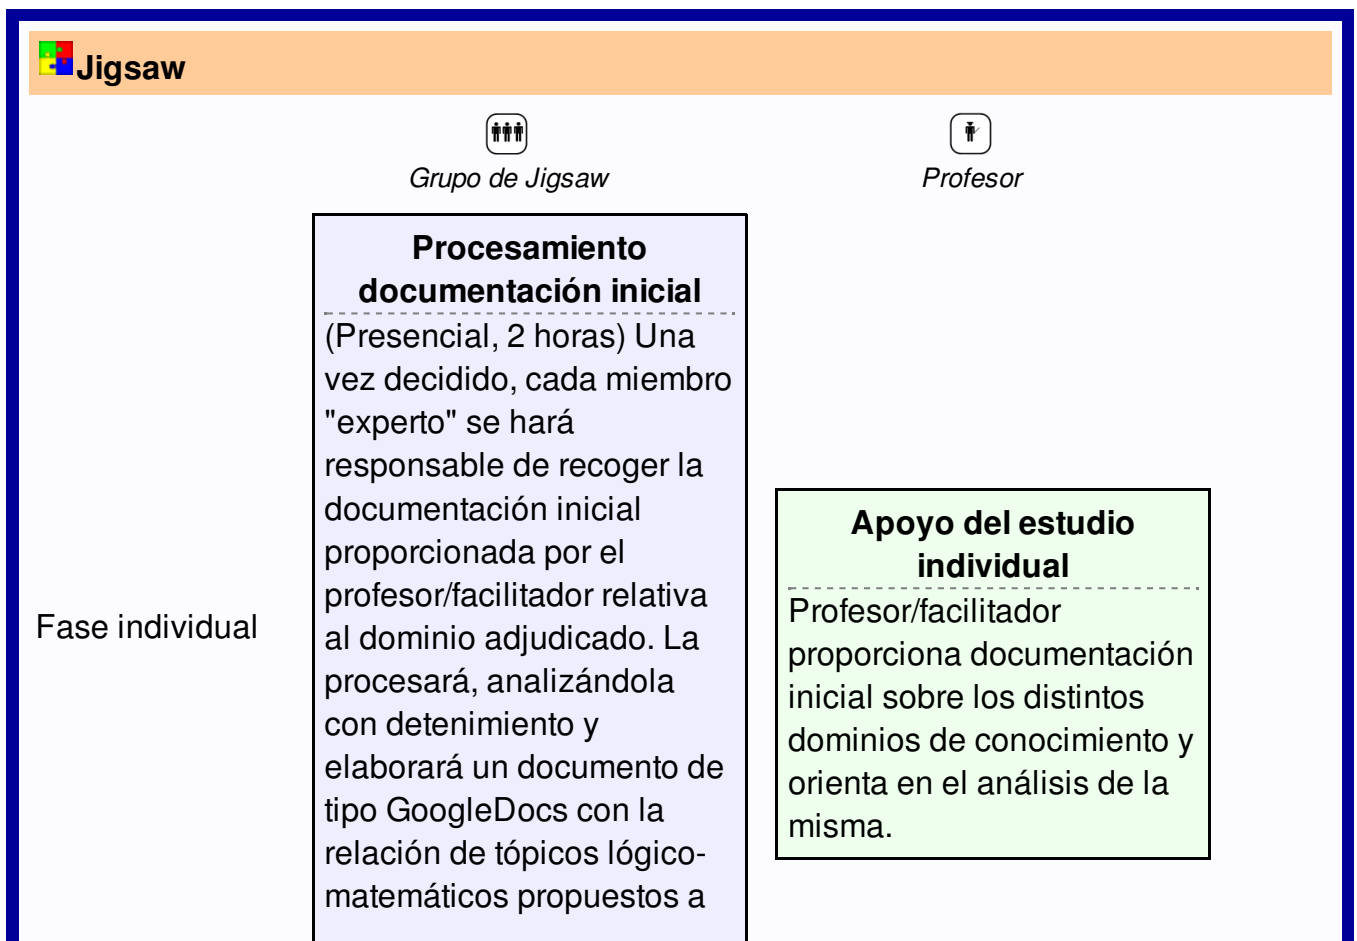 Jigsaw
Grupo de Jigsaw
Profesor
Fase individual
Procesamiento
documentación inicial
(Presencial, 2 horas) Una
vez decidido, cada miembro
"experto" se hará
responsable de recoger la
documentación inicial
proporcionada por el
profesor/facilitador relativa
al dominio adjudicado. La
procesará, analizándola
con detenimiento y
elaborará un documento de
tipo GoogleDocs con la
relación de tópicos lógico-
matemáticos propuestos a
Apoyo del estudio
individual
Profesor/facilitador
proporciona documentación
inicial sobre los distintos
dominios de conocimiento y
orienta en el análisis de la
misma.